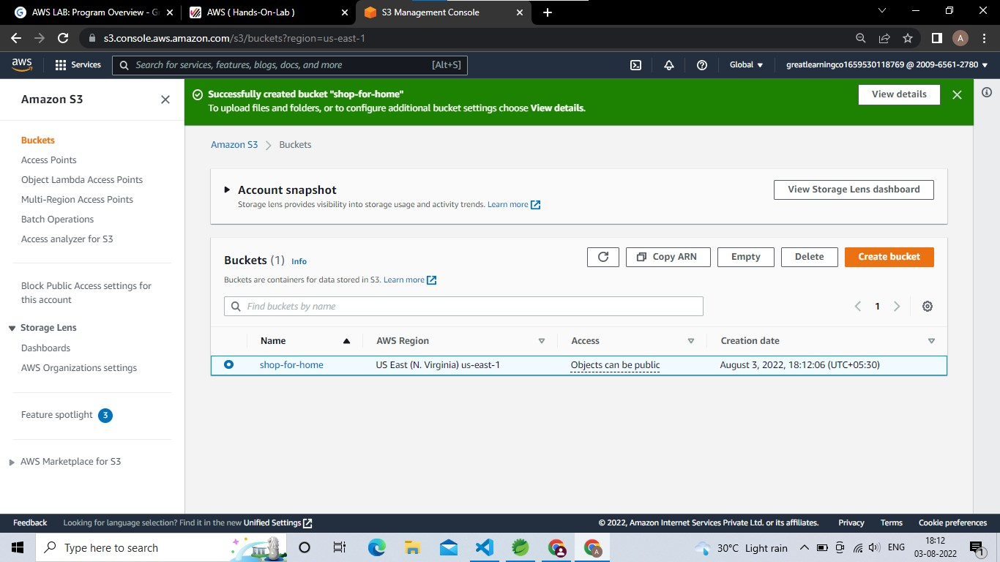 AWS LAB: Program Overview - G
AWS ( Hands-On-Lab )
S3 Management Console
s3.console.aws.amazon.com/s3/buckets?region=us-east-1
A
aws
Services
Search for services, features, blogs, docs, and more
[Alt+S]
Global
greatlearningco1659530118769 @ 2009-6561-2780
Amazon S3
Successfully created bucket "shop-for-home"
To upload files and folders, or to configure additional bucket settings choose View details.
View details
Buckets
Access Points
Object Lambda Access Points
Multi-Region Access Points
Batch Operations
Access analyzer for S3
Block Public Access settings for
this account
Storage Lens
Dashboards
AWS Organizations settings
Feature spotlight 3
AWS Marketplace for S3
Amazon S3 > Buckets
Account snapshot
Storage lens provides visibility into storage usage and activity trends. Learn more
View Storage Lens dashboard
Buckets (1) Info
Buckets are containers for data stored in S3. Learn more
Copy ARN
Empty
Delete
Create bucket
Find buckets by name
1
Name AWS Region Access Creation date
shop-for-home US East (N. Virginia) us-east-1 Objects can be public August 3, 2022, 18:12:06 (UTC+05:30)
Feedback Looking for language selection? Find it in the new Unified Settings
© 2022, Amazon Internet Services Private Ltd. or its affiliates. Privacy Terms Cookie preferences
Type here to search
30°C Light rain
ENG
18:12
03-08-2022
1